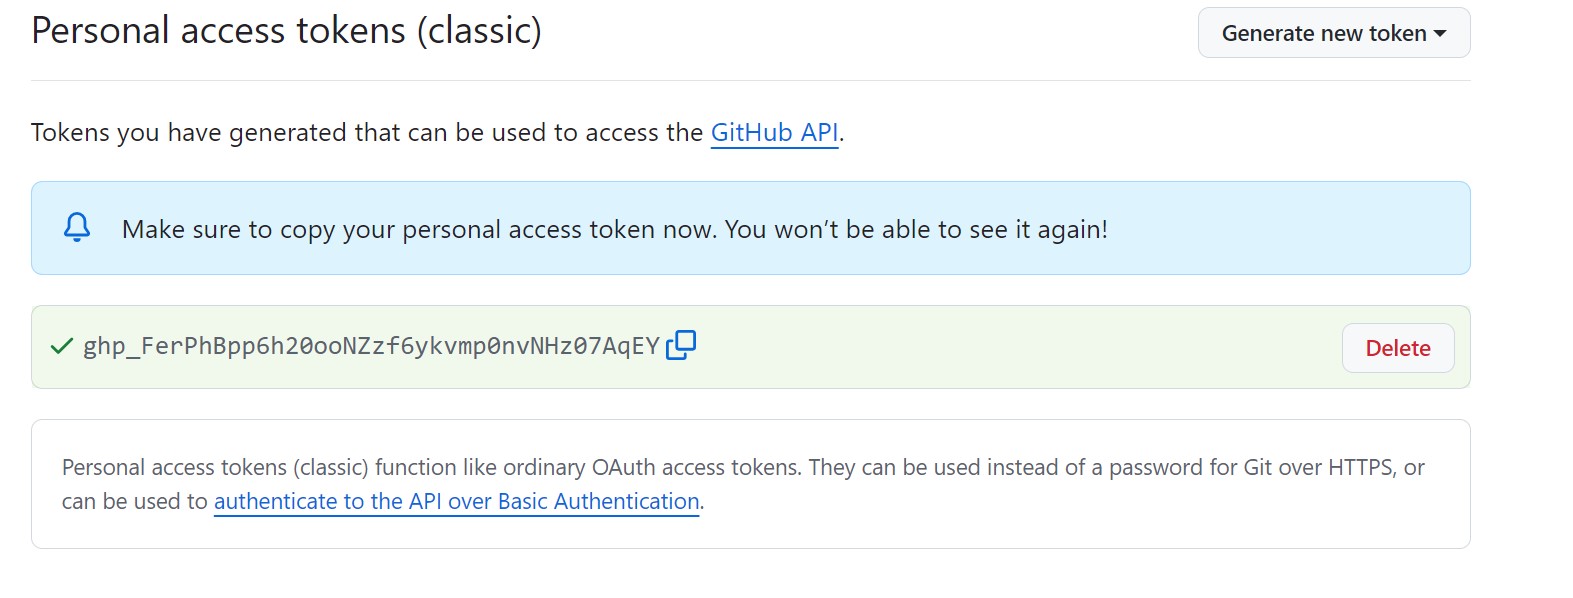 Personal access tokens (classic)
Generate new token
Tokens you have generated that can be used to access the GitHub API.
Make sure to copy your personal access token now. You won’t be able to see it again!
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
Delete
Personal access tokens (classic) function like ordinary OAuth access tokens. They can be used instead of a password for Git over HTTPS, or
can be used to authenticate to the API over Basic Authentication.